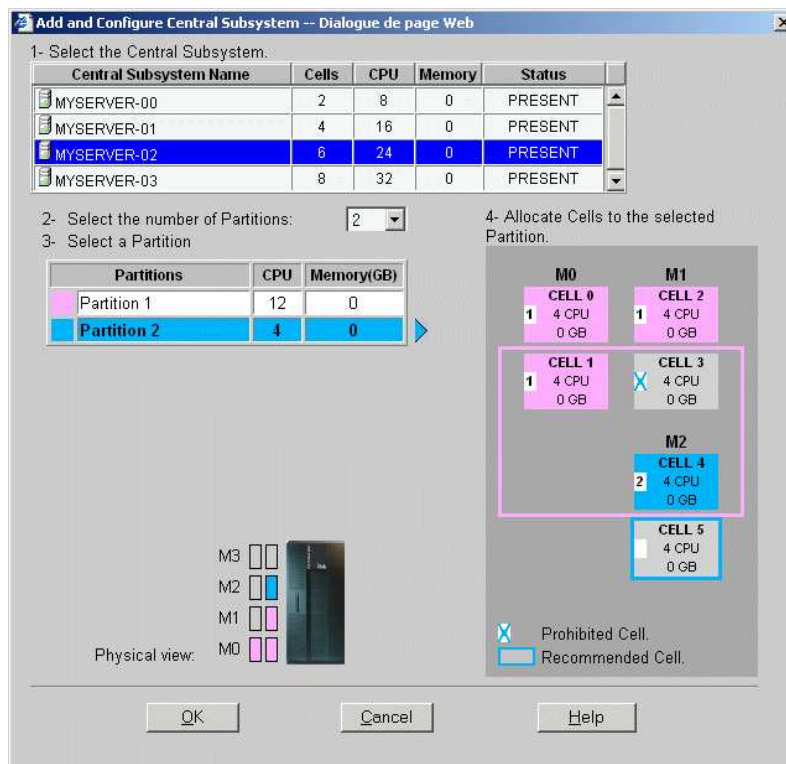 Add and Configure Central Subsystem -- Dialogue de page Web
1- Select the Central Subsystem.
Central Subsystem Name Cells CPU Memory Status
MYSERVER-00 2 8 0 PRESENT
MYSERVER-01 4 16 0 PRESENT
MYSERVER-02 6 24 0 PRESENT
MYSERVER-03 8 32 0 PRESENT
2- Select the number of Partitions: 2
3- Select a Partition
Partitions CPU Memory(GB)
Partition 1 12 0
Partition 2 4 0
4- Allocate Cells to the selected
Partition.
M0 M1
CELL 0 CELL 2
1 4 CPU 1 4 CPU
0 GB 0 GB
CELL 1 CELL 3
1 4 CPU X 4 CPU
0 GB 0 GB
M2
CELL 4
2 4 CPU
0 GB
CELL 5
4 CPU
0 GB
X Prohibited Cell.
Recommended Cell.
M3
M2
M1
Physical view: M0
OK Cancel Help